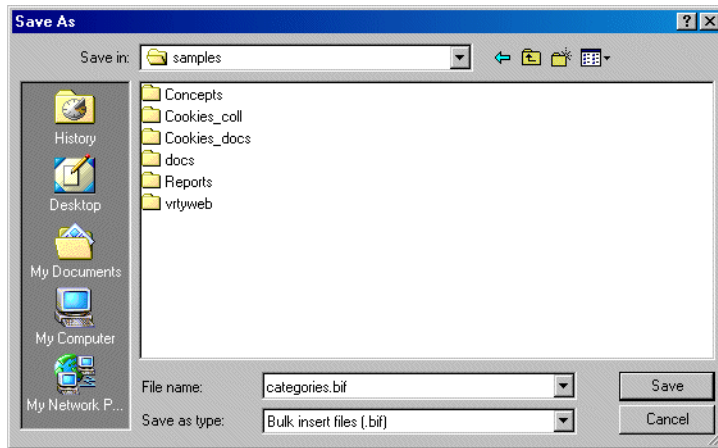 Save As
Save in: samples
Concepts
Cookies_coll
Cookies_docs
docs
Reports
vrtyweb
History
Desktop
My Documents
My Computer
My Network P...
File name: categories.bif Save
Save as type: Bulk insert files (.bif) Cancel